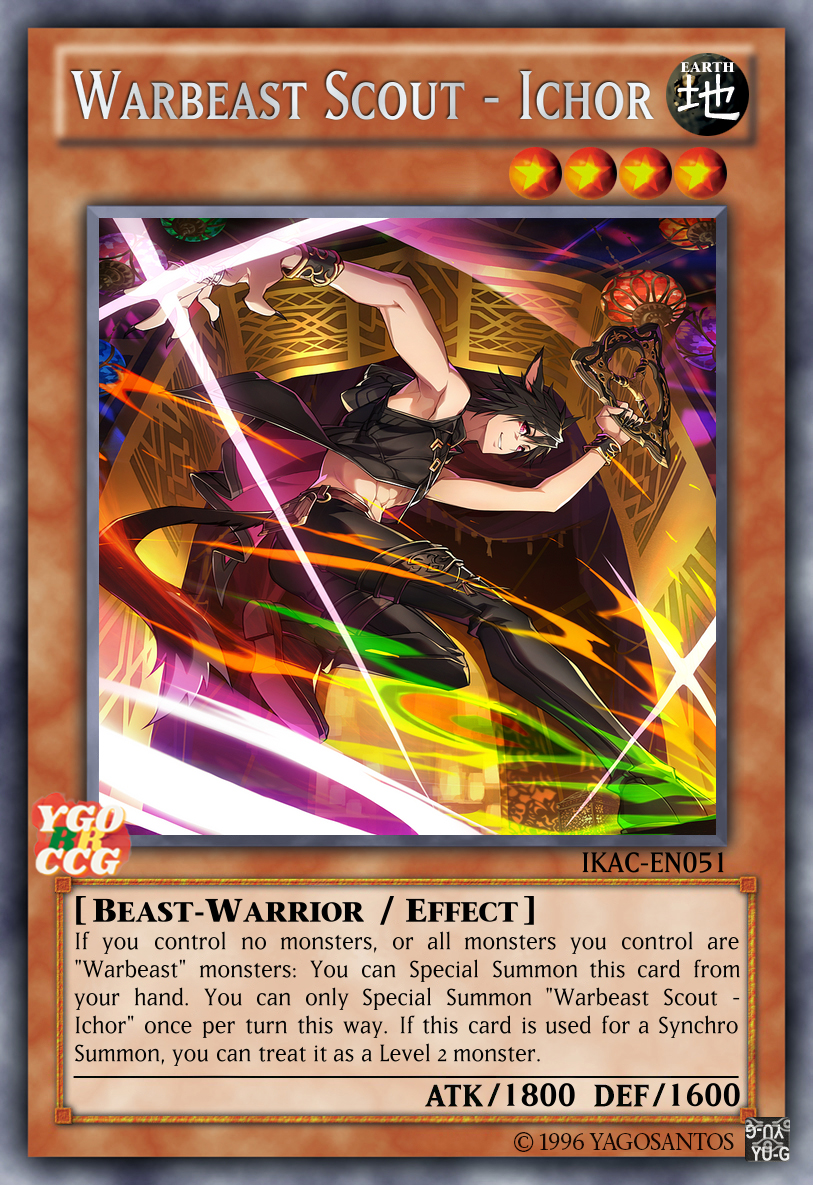 WARBEAST SCOUT - ICHOR
EARTH
地
YGO
BR
CCG
IKAC-EN051
[ BEAST-WARRIOR / EFFECT ]
If you control no monsters, or all monsters you control are
"Warbeast" monsters: You can Special Summon this card from
your hand. You can only Special Summon "Warbeast Scout -
Ichor" once per turn this way. If this card is used for a Synchro
Summon, you can treat it as a Level 2 monster.
ATK/1800 DEF/1600
© 1996 YAGOSANTOS
YU-G